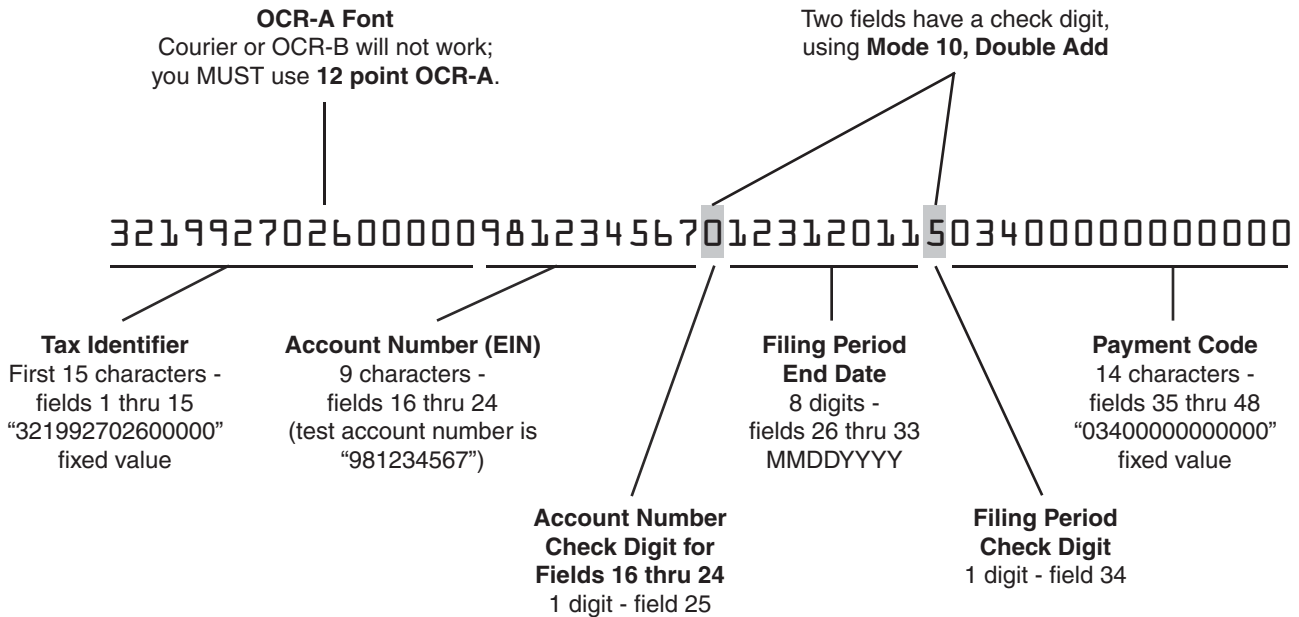 OCR-A Font
Courier or OCR-B will not work;
you MUST use 12 point OCR-A.
Two fields have a check digit,
using Mode 10, Double Add
321992702600000981234567012312011503400000000000
Tax Identifier
First 15 characters -
fields 1 thru 15
“321992702600000”
fixed value
Account Number (EIN)
9 characters -
fields 16 thru 24
(test account number is
“981234567”)
Filing Period
End Date
8 digits -
fields 26 thru 33
MMDDYYYY
Payment Code
14 characters -
fields 35 thru 48
“03400000000000”
fixed value
Account Number
Check Digit for
Fields 16 thru 24
1 digit - field 25
Filing Period
Check Digit
1 digit - field 34